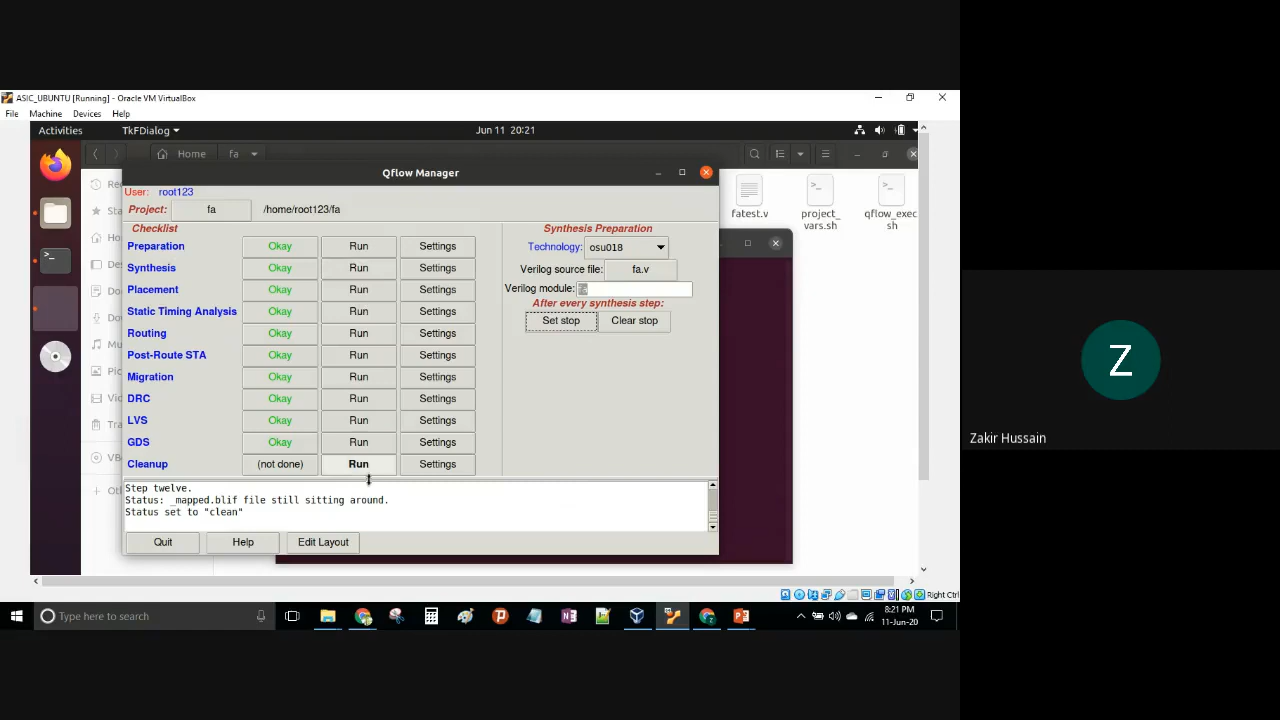 ASIC_UBUNTU [Running] - Oracle VM VirtualBox
File Machine Devices Help
Activities TkFDialog Jun 11 20:21
Home fa
Qflow Manager
User: root123
Project: fa /home/root123/fa
Checklist
Preparation Okay Run Settings
Synthesis Okay Run Settings
Placement Okay Run Settings
Static Timing Analysis Okay Run Settings
Routing Okay Run Settings
Post-Route STA Okay Run Settings
Migration Okay Run Settings
DRC Okay Run Settings
LVS Okay Run Settings
GDS Okay Run Settings
Cleanup (not done) Run Settings
Synthesis Preparation
Technology: osu018
Verilog source file: fa.v
Verilog module:
After every synthesis step:
Set stop Clear stop
Step twelve.
Status: _mapped.blif file still sitting around.
Status set to "clean"
Quit Help Edit Layout
fatest.v
project_
vars.sh
qflow_exec
sh
Right Ctrl
Type here to search
8:21 PM
11-Jun-20
Z
Zakir Hussain